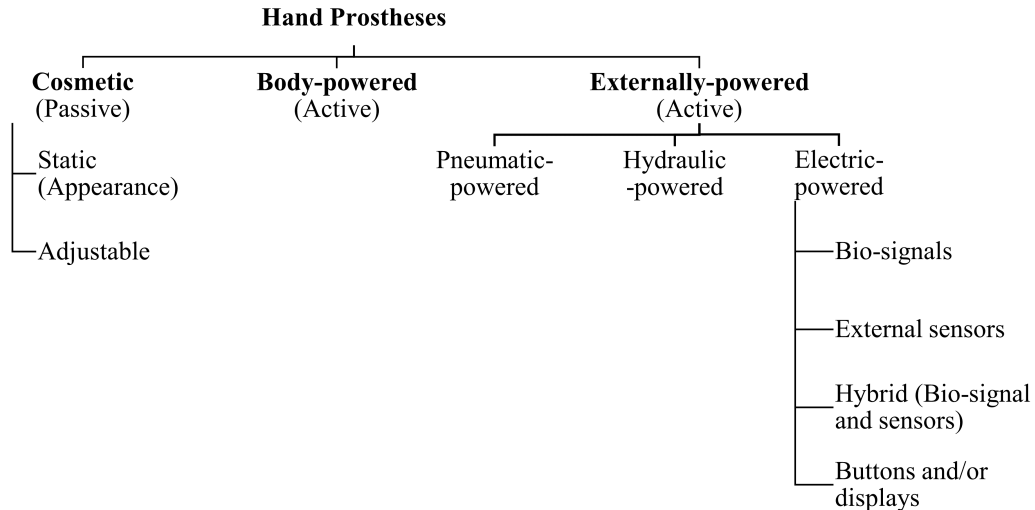 Hand Prostheses
Cosmetic
(Passive)
Body-powered
(Active)
Externally-powered
(Active)
Static
(Appearance)
Adjustable
Pneumatic-
powered
Hydraulic
-powered
Electric-
powered
Bio-signals
External sensors
Hybrid (Bio-signal
and sensors)
Buttons and/or
displays